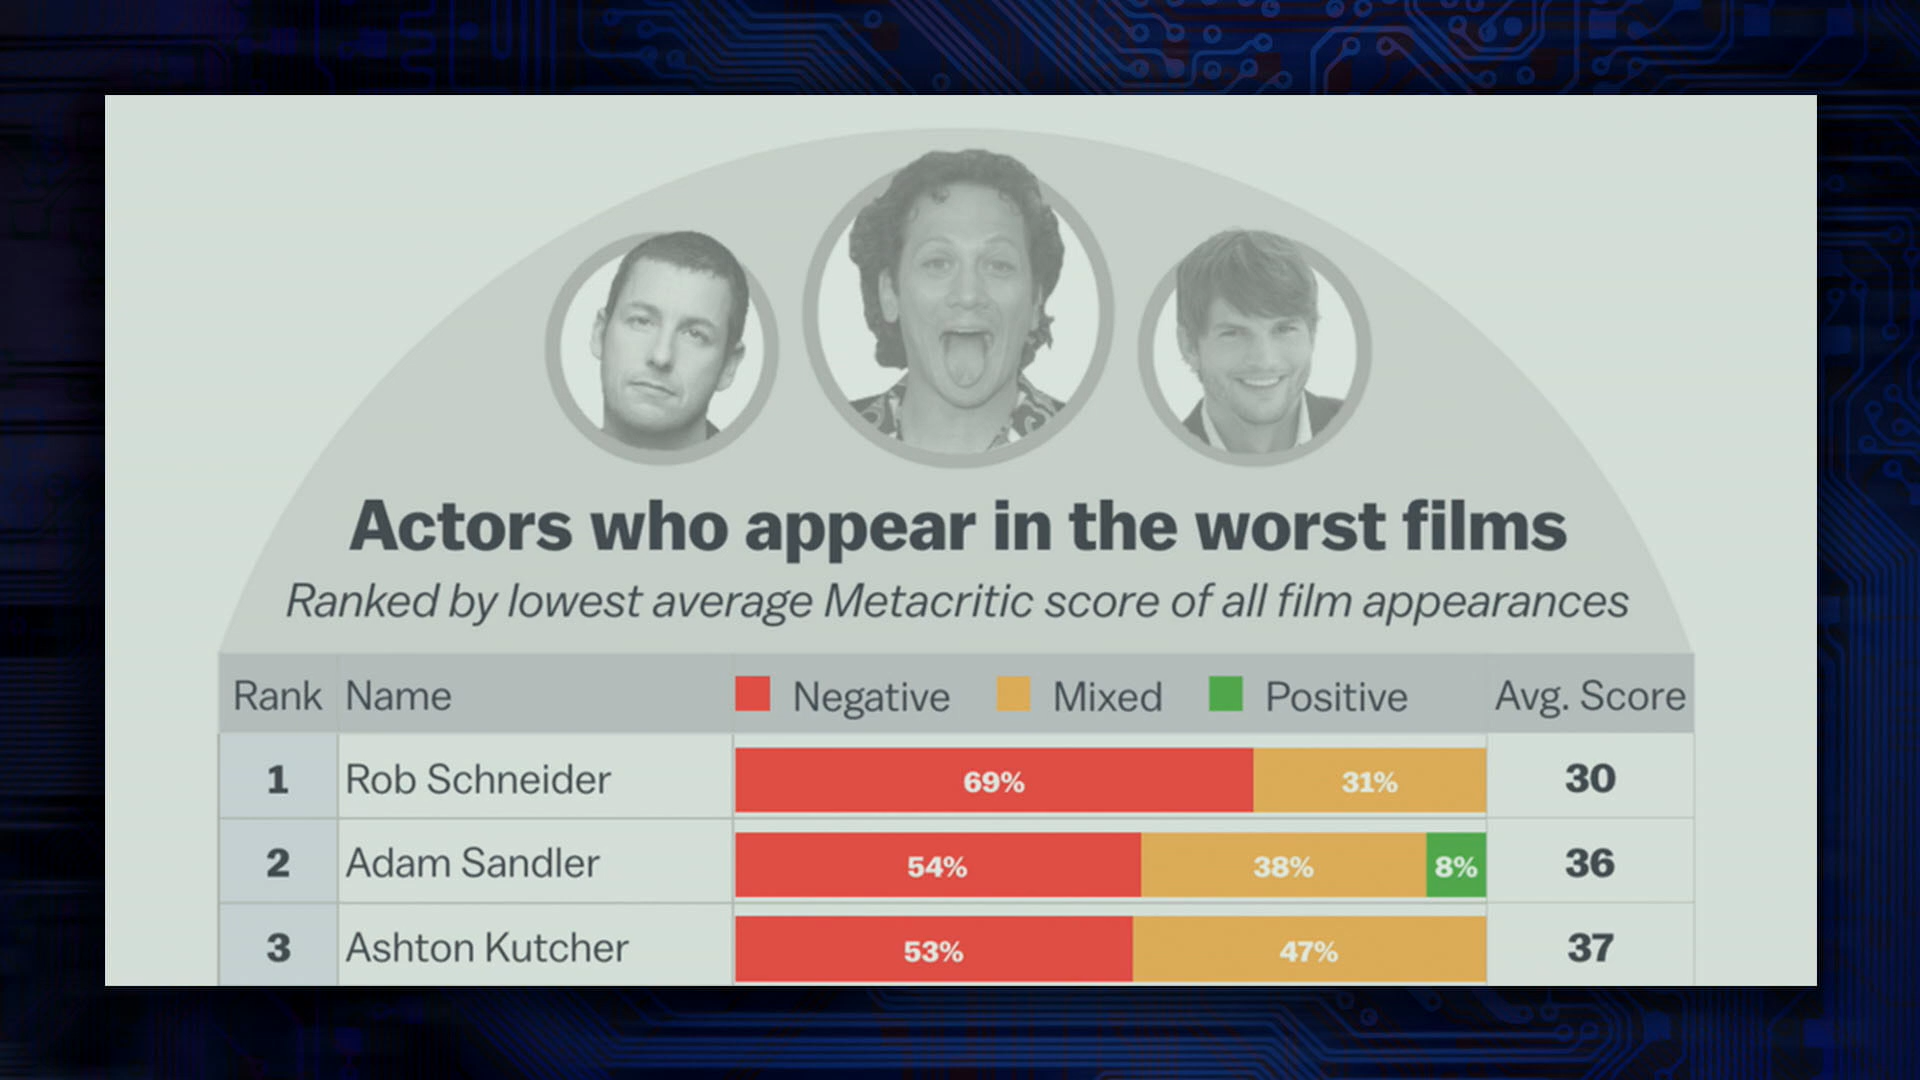 Actors who appear in the worst films
Ranked by lowest average Metacritic score of all film appearances
Rank Name Negative Mixed Positive Avg. Score
1 Rob Schneider 69% 31% 30
2 Adam Sandler 54% 38% 8% 36
3 Ashton Kutcher 53% 47% 37